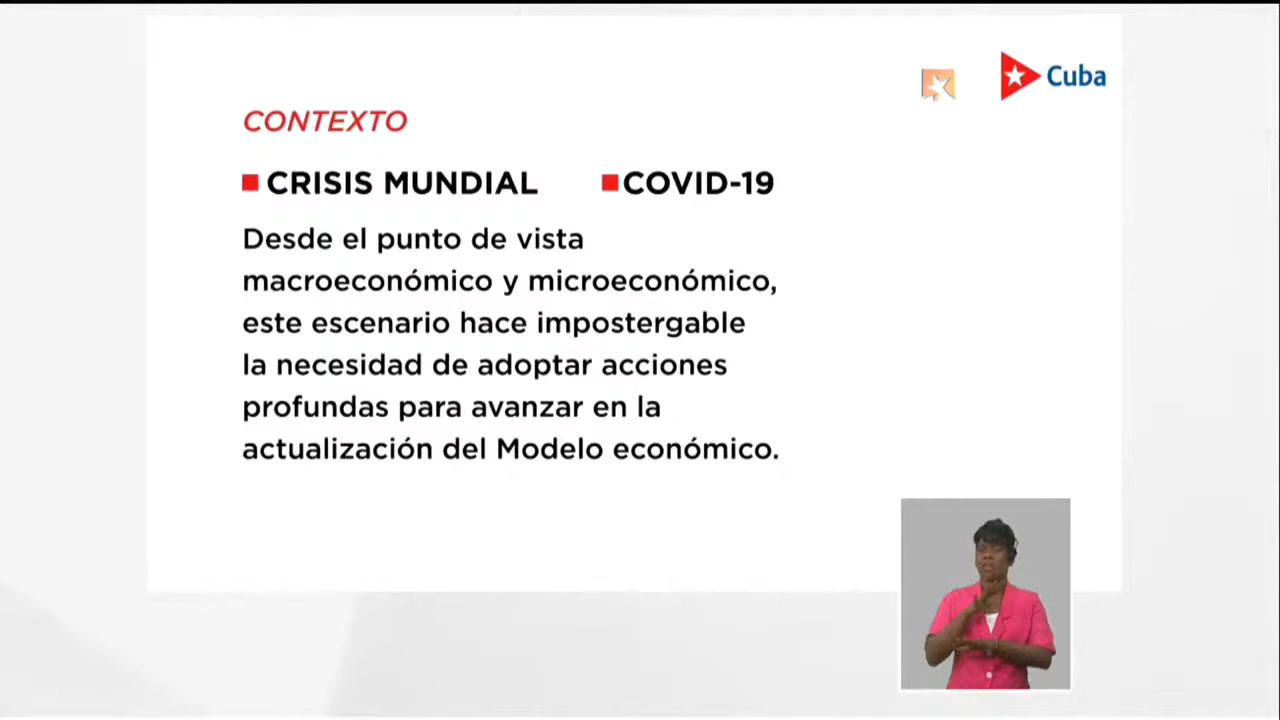 Cuba
CONTEXTO
CRISIS MUNDIAL COVID-19
Desde el punto de vista
macroeconómico y microeconómico,
este escenario hace impostergable
la necesidad de adoptar acciones
profundas para avanzar en la
actualización del Modelo económico.